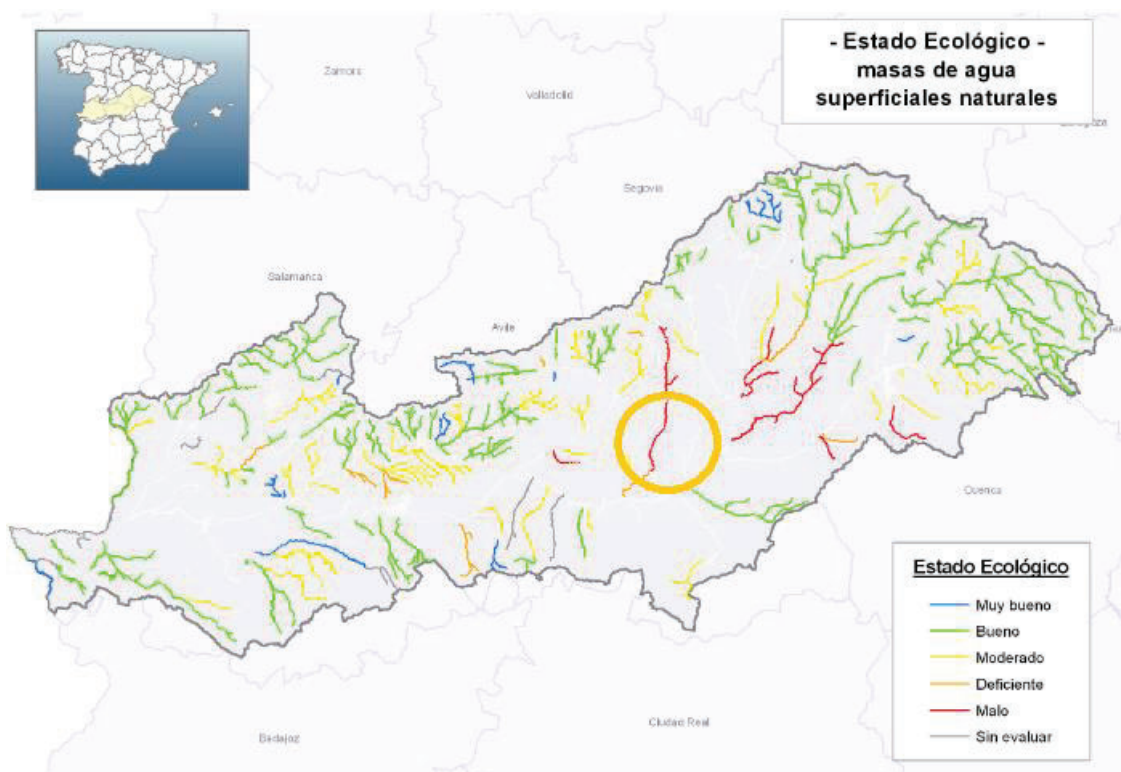 - Estado Ecológico -
masas de agua
superficiales naturales
Zamora
Valladolid
Segovia
Salamanca
Avila
Cuenca
Ciudad Real
Badajoz
Estado Ecológico
Muy bueno
Bueno
Moderado
Deficiente
Malo
Sin evaluar